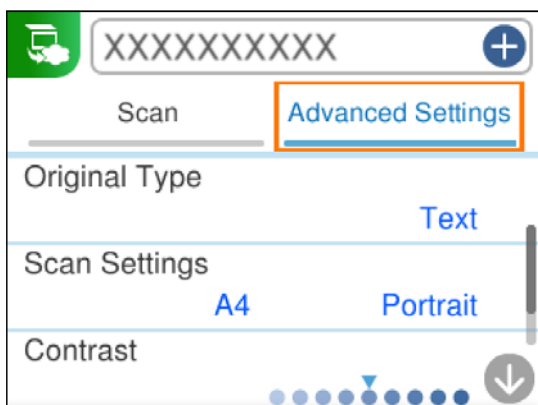 XXXXXXXXXX
Scan Advanced Settings
Original Type
Text
Scan Settings
A4 Portrait
Contrast